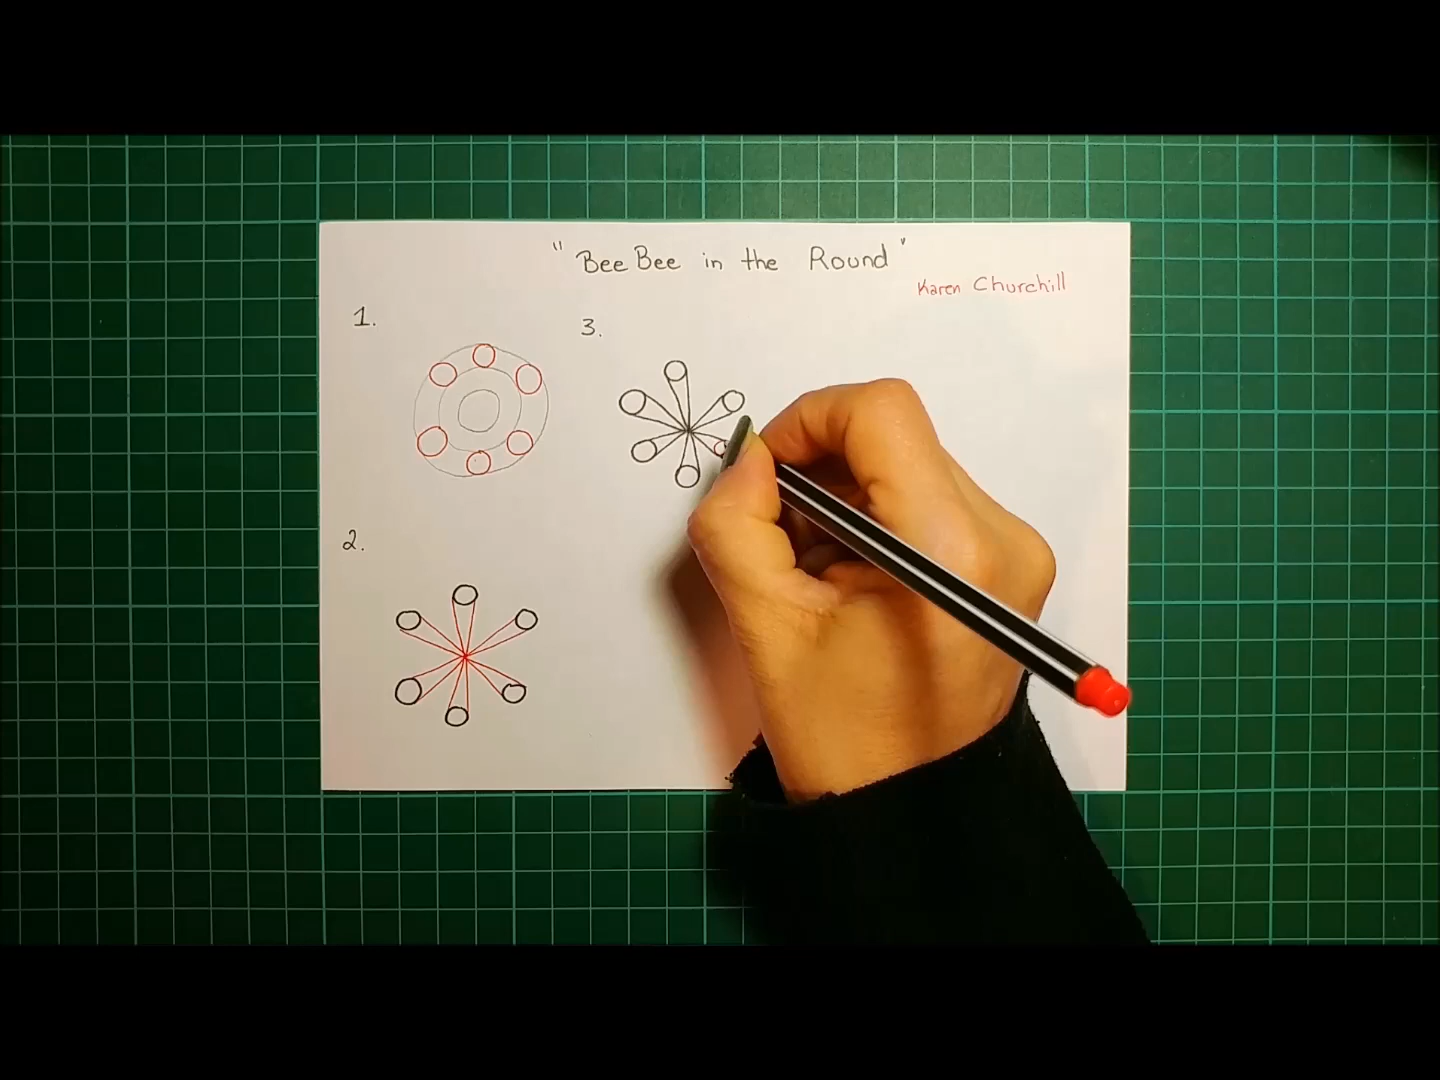 "Bee Bee in the Round"
Karen Churchill
1.
3.
2.